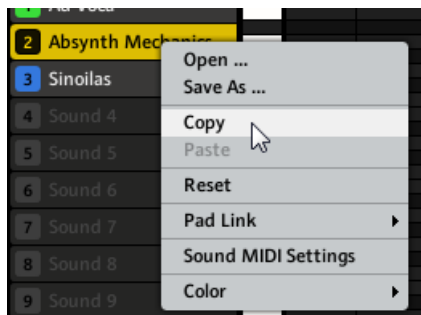 2 Absynth Mechanics
3 Sinoilas
4 Sound 4
5 Sound 5
6 Sound 6
7 Sound 7
8 Sound 8
9 Sound 9
Open ...
Save As ...
Copy
Paste
Reset
Pad Link
Sound MIDI Settings
Color